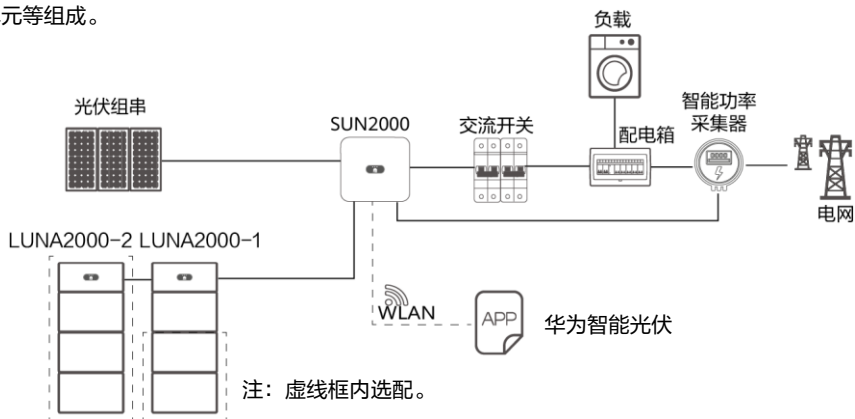 元等组成。
负载
光伏组串
SUN2000
交流开关
配电箱
智能功率
采集器
电网
LUNA2000-2 LUNA2000-1
WLAN
APP
华为智能光伏
注：虚线框内选配。